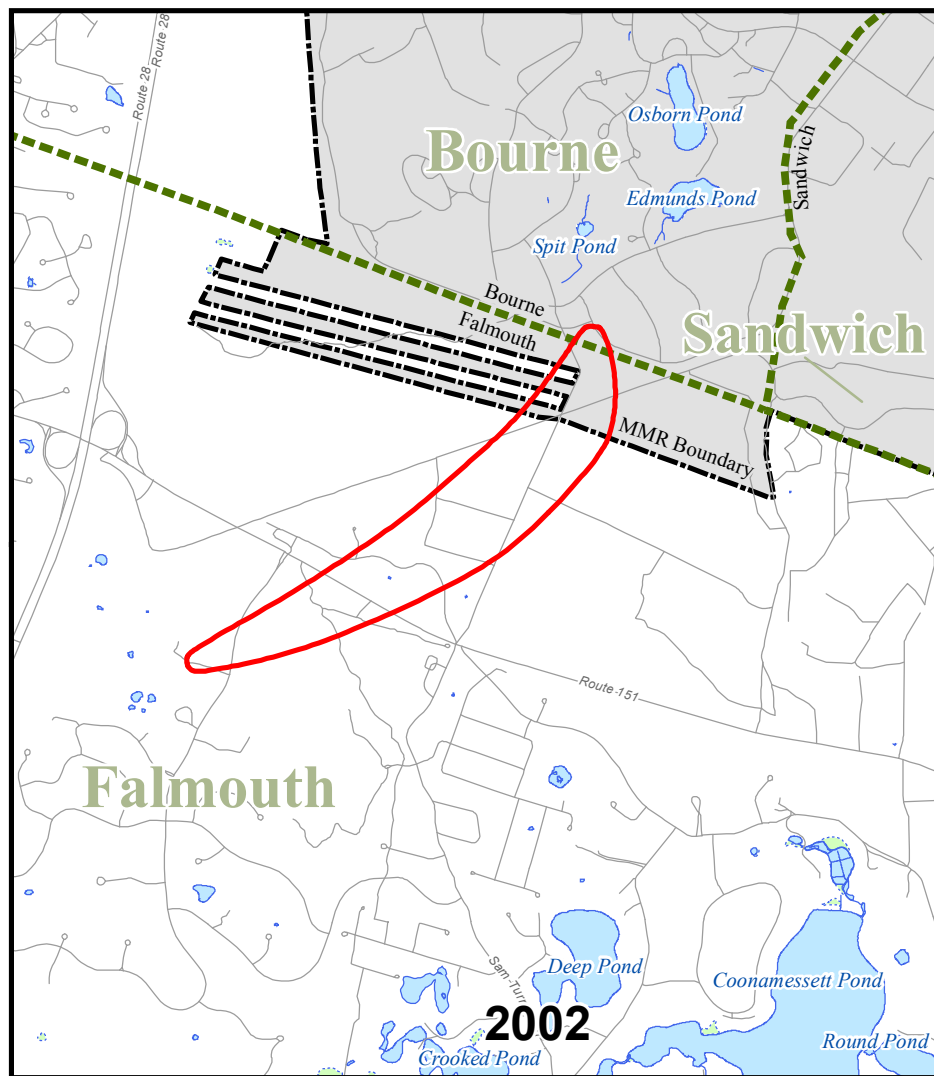 Route 28
Route 28
Osborn Pond
Bourne
Sandwich
Edmunds Pond
Spit Pond
Bourne
Falmouth
Sandwich
MMR Boundary
Route 151
Falmouth
Deep Pond
Coonamessett Pond
2002
Round Pond
Crooked Pond